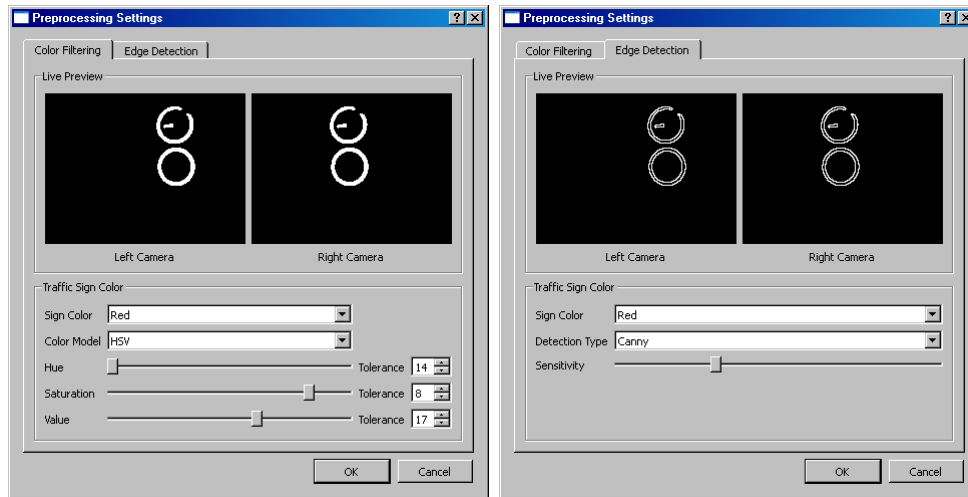 Preprocessing Settings
Color Filtering
Edge Detection
Live Preview
Left Camera
Right Camera
Traffic Sign Color
Sign Color
Red
Color Model
HSV
Hue
Tolerance
14
Saturation
Tolerance
8
Value
Tolerance
17
OK
Cancel
Preprocessing Settings
Color Filtering
Edge Detection
Live Preview
Left Camera
Right Camera
Traffic Sign Color
Sign Color
Red
Detection Type
Canny
Sensitivity
OK
Cancel